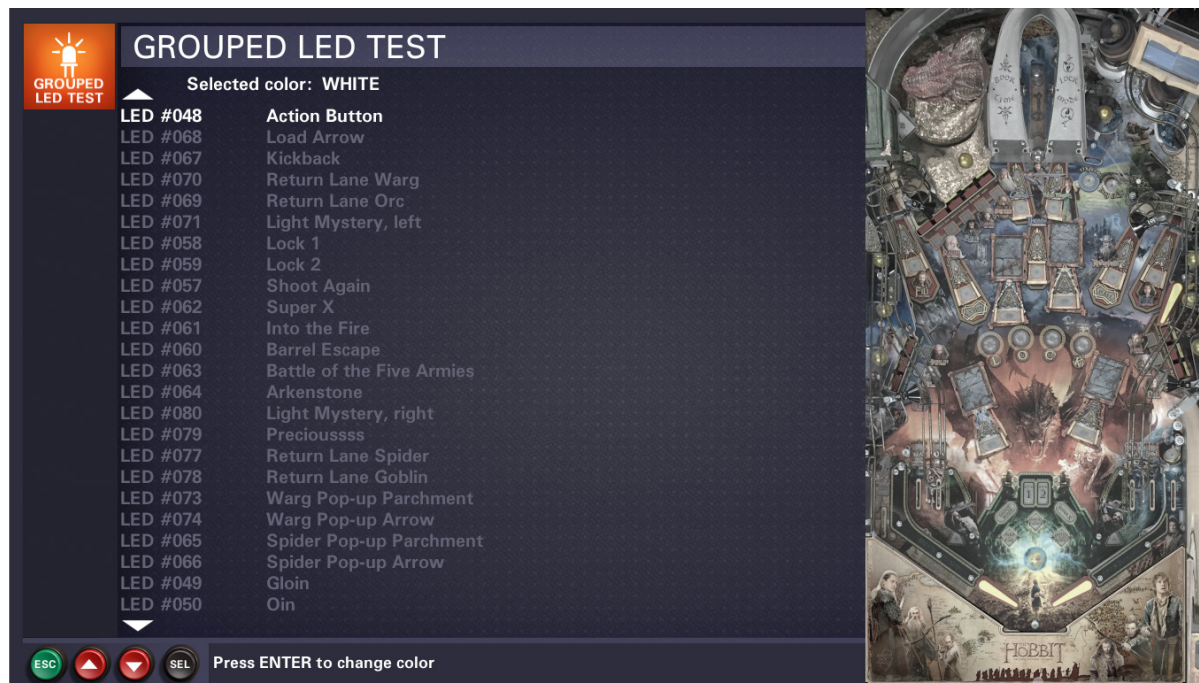 GROUPED LED TEST
GROUPED
LED TEST
Selected color: WHITE
LED #048 Action Button
LED #068 Load Arrow
LED #067 Kickback
LED #070 Return Lane Warg
LED #069 Return Lane Orc
LED #071 Light Mystery, left
LED #058 Lock 1
LED #059 Lock 2
LED #057 Shoot Again
LED #062 Super X
LED #061 Into the Fire
LED #060 Barrel Escape
LED #063 Battle of the Five Armies
LED #064 Arkenstone
LED #080 Light Mystery, right
LED #079 Precioussss
LED #077 Return Lane Spider
LED #078 Return Lane Goblin
LED #073 Warg Pop-up Parchment
LED #074 Warg Pop-up Arrow
LED #065 Spider Pop-up Parchment
LED #066 Spider Pop-up Arrow
LED #049 Gloin
LED #050 Oin
ESC
SEL
Press ENTER to change color
1 2
HOBBIT